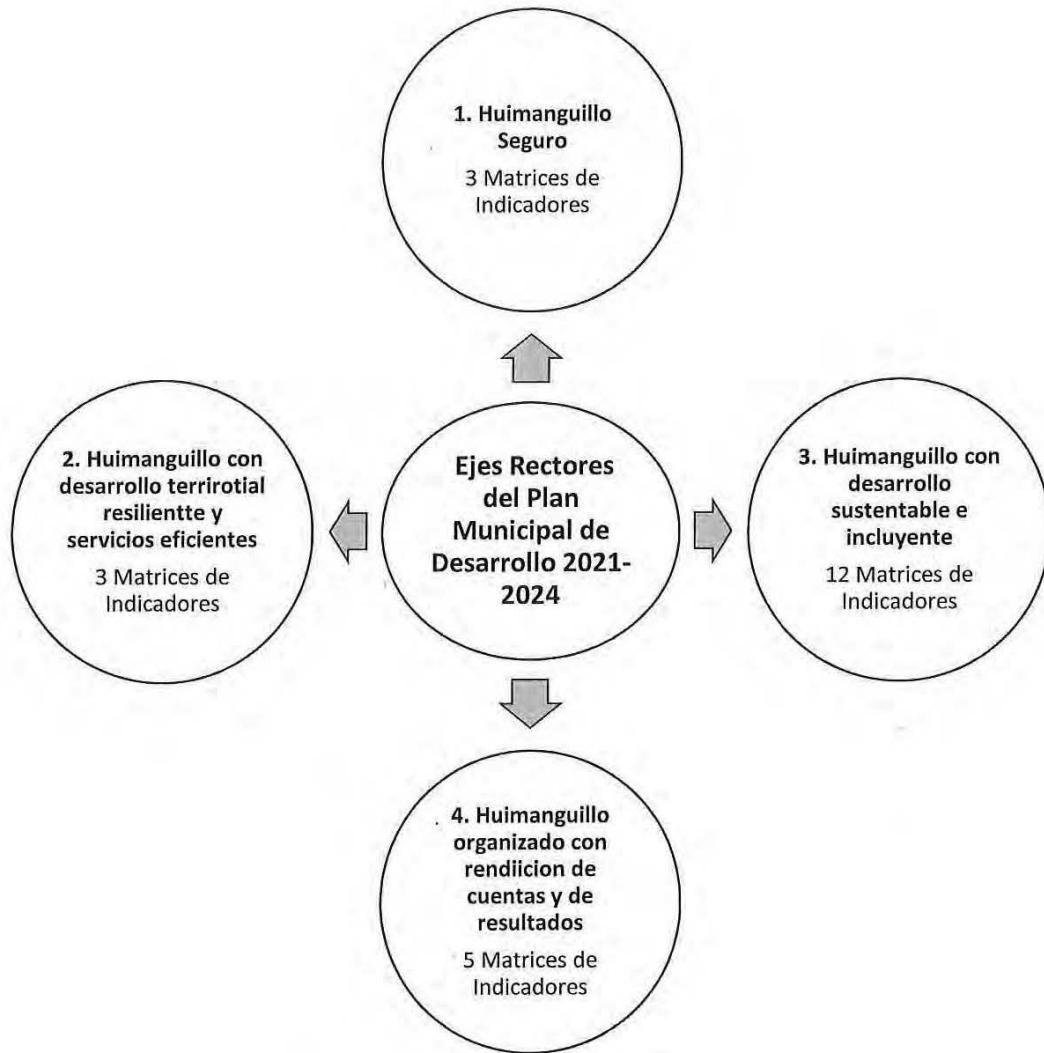 1. Huimanguillo
Seguro
3 Matrices de
Indicadores
2. Huimanguillo con
desarrollo terrirotial
resilientte y
servicios eficientes
3 Matrices de
Indicadores
Ejes Rectores
del Plan
Municipal de
Desarrollo 2021-
2024
3. Huimanguillo con
desarrollo
sustentable e
incluyente
12 Matrices de
Indicadores
4. Huimanguillo
organizado con
rendiicion de
cuentas y de
resultados
5 Matrices de
Indicadores